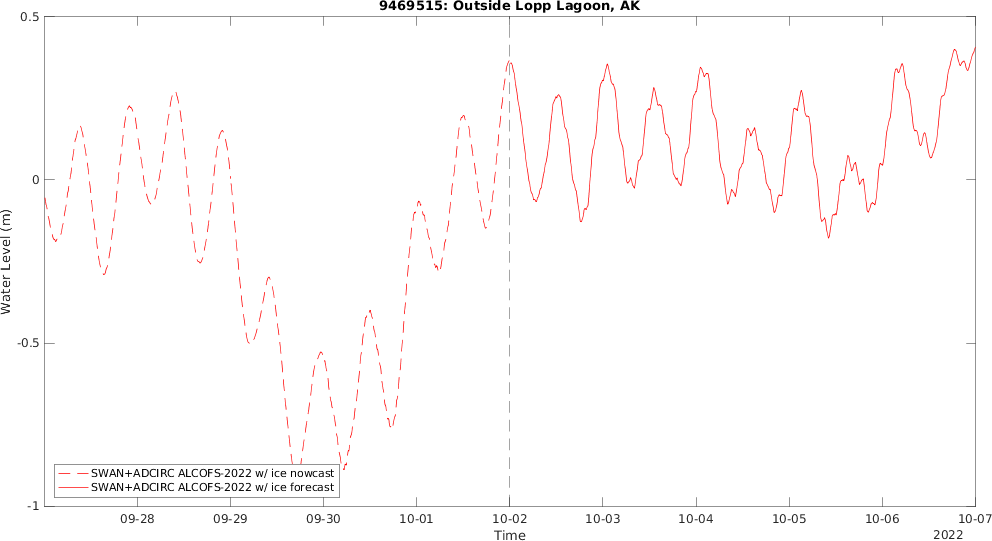 9469515: Outside Lopp Lagoon, AK
0.5
0
-0.5
-1
Water Level (m)
SWAN+ADCIRC ALCOFS-2022 w/ ice nowcast
SWAN+ADCIRC ALCOFS-2022 w/ ice forecast
09-28 09-29 09-30 10-01 10-02 10-03 10-04 10-05 10-06 10-07
Time
2022